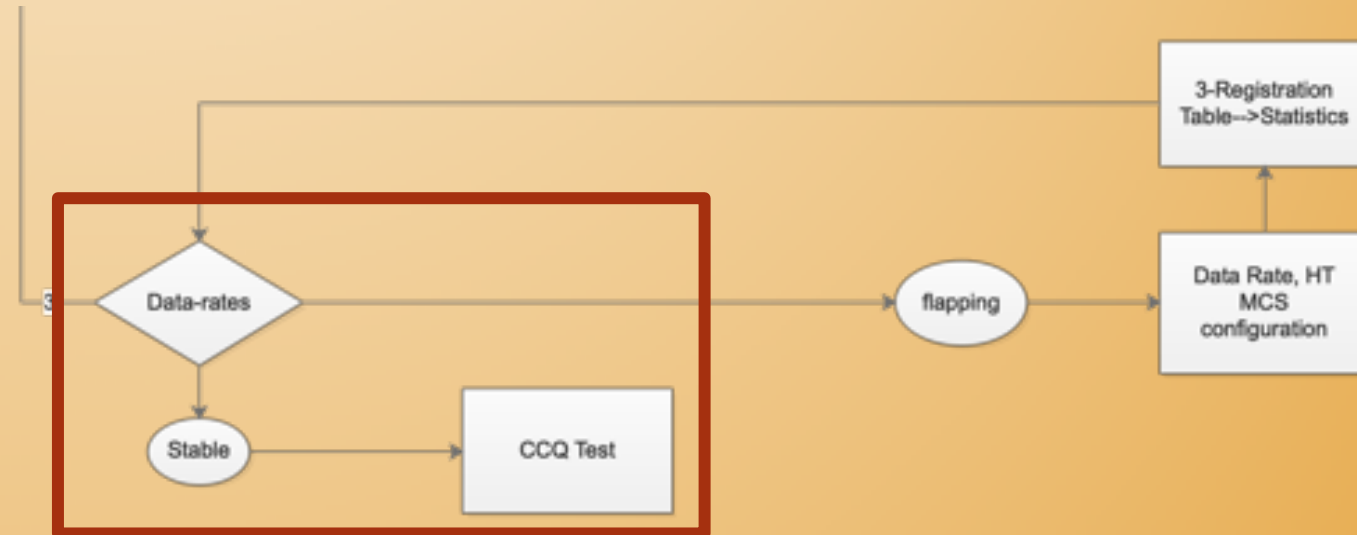 3-Registration
Table-->Statistics
3
Data-rates
flapping
Data Rate, HT
MCS
configuration
Stable
CCQ Test